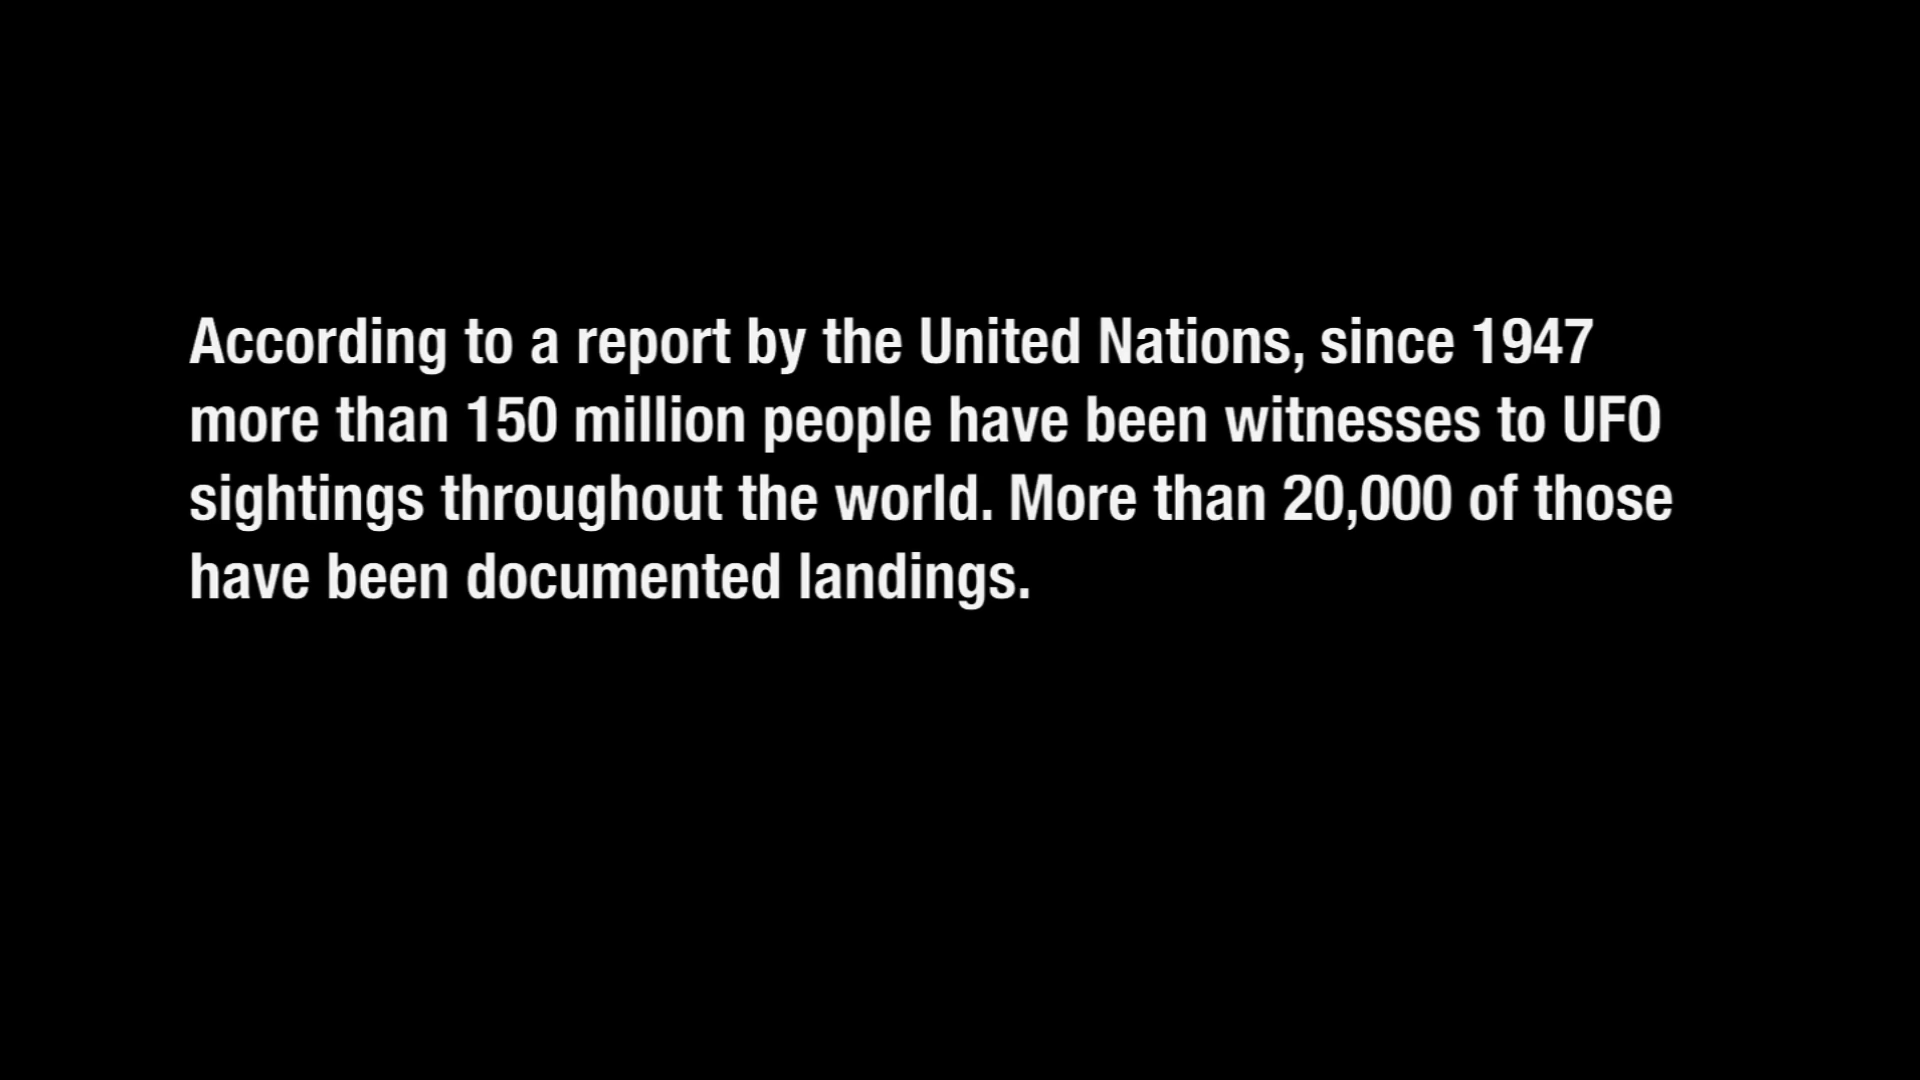 According to a report by the United Nations, since 1947
more than 150 million people have been witnesses to UFO
sightings throughout the world. More than 20,000 of those
have been documented landings.